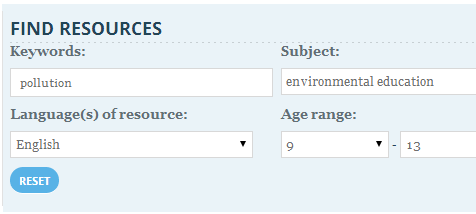 FIND RESOURCES
Keywords: Subject:
pollution environmental education
Language(s) of resource: Age range:
English 9 - 13
RESET